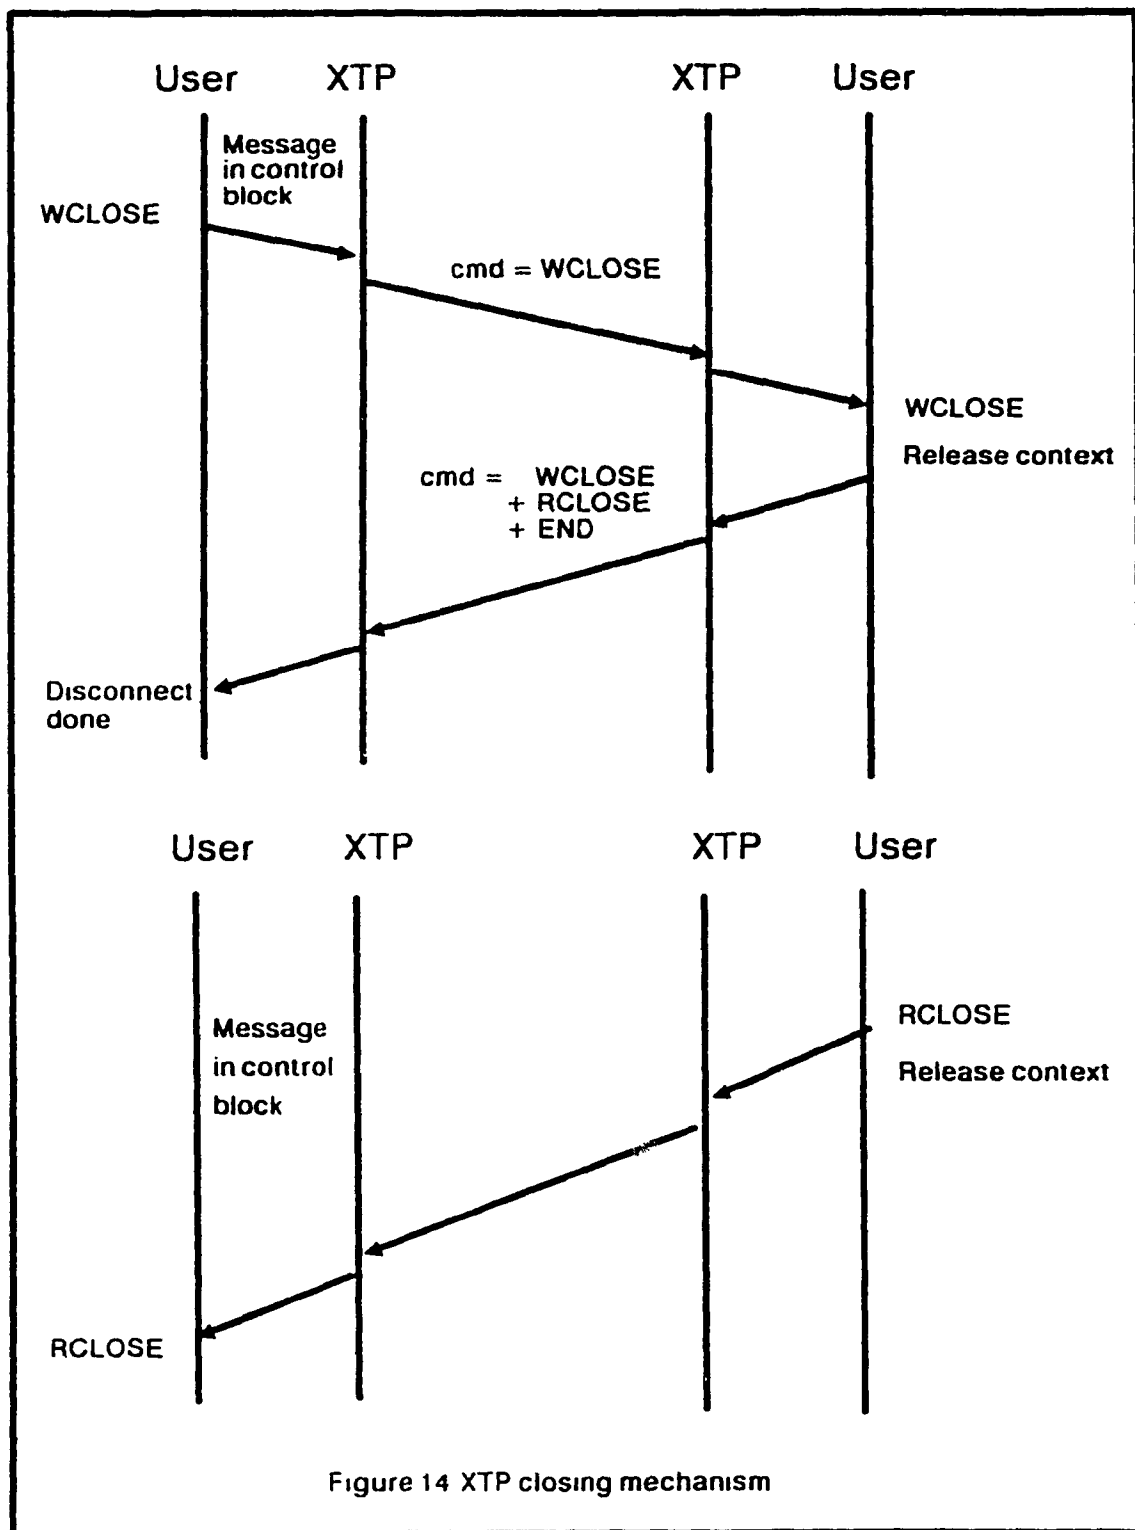 User XTP XTP User
Message
in control
block
WCLOSE
cmd = WCLOSE
WCLOSE
Release context
cmd = WCLOSE
+ RCLOSE
+ END
Disconnect
done
User XTP XTP User
RCLOSE
Message
in control
block
Release context
RCLOSE
Figure 14 XTP closing mechanism